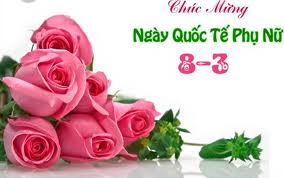 Chúc Mừng
Ngày Quốc Tế Phụ Nữ
8-3